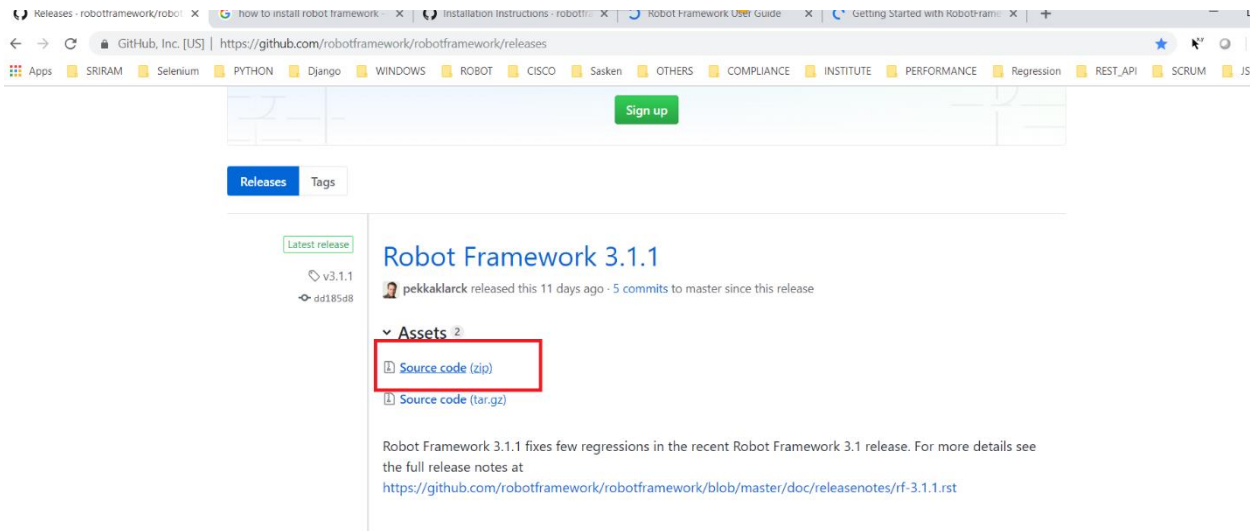 Releases - robotframework/robot
how to install robot framework -
Installation Instructions - robotfr
Robot Framework User Guide
Getting Started with RobotFrame
GitHub, Inc. [US] | https://github.com/robotframework/robotframework/releases
Apps SRIRAM Selenium PYTHON Django WINDOWS ROBOT CISCO Sasken OTHERS COMPLIANCE INSTITUTE PERFORMANCE Regression REST_API SCRUM JS
Sign up
Releases Tags
Latest release
v3.1.1
dd185d8
Robot Framework 3.1.1
pekkaklarck released this 11 days ago · 5 commits to master since this release
Assets 2
Source code (zip)
Source code (tar.gz)
Robot Framework 3.1.1 fixes few regressions in the recent Robot Framework 3.1 release. For more details see
the full release notes at
https://github.com/robotframework/robotframework/blob/master/doc/releasenotes/rf-3.1.1.rst